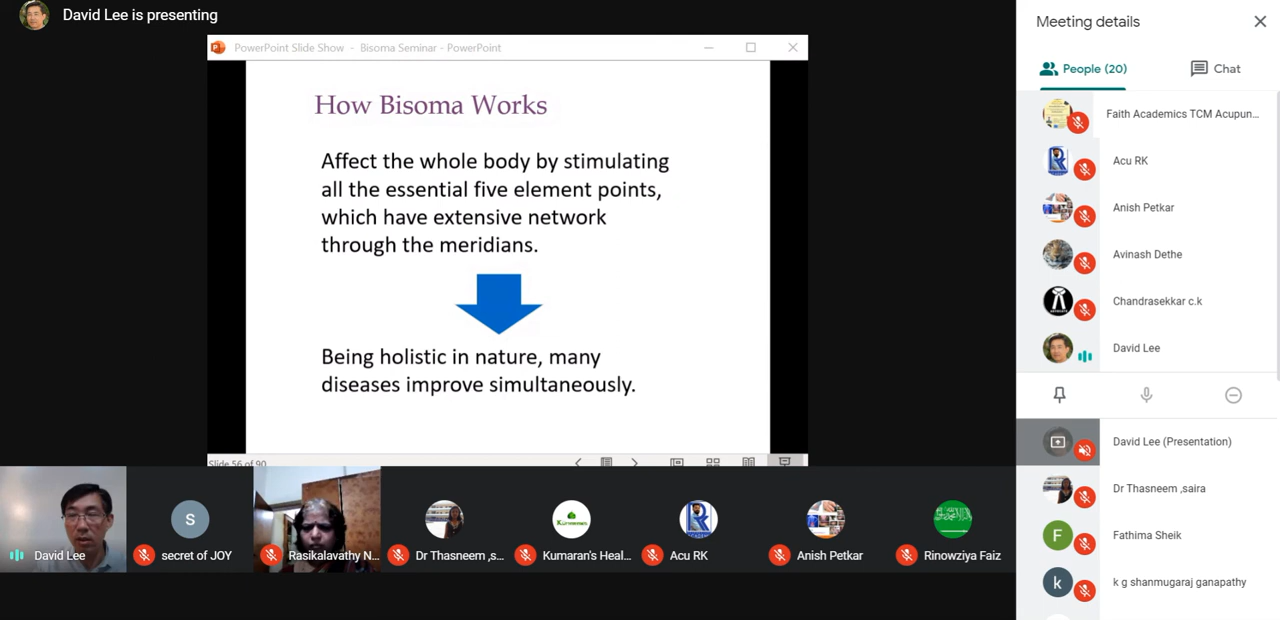 David Lee is presenting
PowerPoint Slide Show - Bisoma Seminar - PowerPoint
How Bisoma Works
Affect the whole body by stimulating
all the essential five element points,
which have extensive network
through the meridians.
Being holistic in nature, many
diseases improve simultaneously.
Slide 56 of 90
David Lee
S
secret of JOY
Rasikalavathy N...
Dr Thasneem ,s...
Kumaran's Heal...
Acu RK
Anish Petkar
Rinowziya Faiz
Meeting details
People (20)
Chat
Faith Academics TCM Acupun...
Acu RK
Anish Petkar
Avinash Dethe
Chandrasekkar c.k
David Lee
David Lee (Presentation)
Dr Thasneem ,saira
F
Fathima Sheik
k
k g shanmugaraj ganapathy